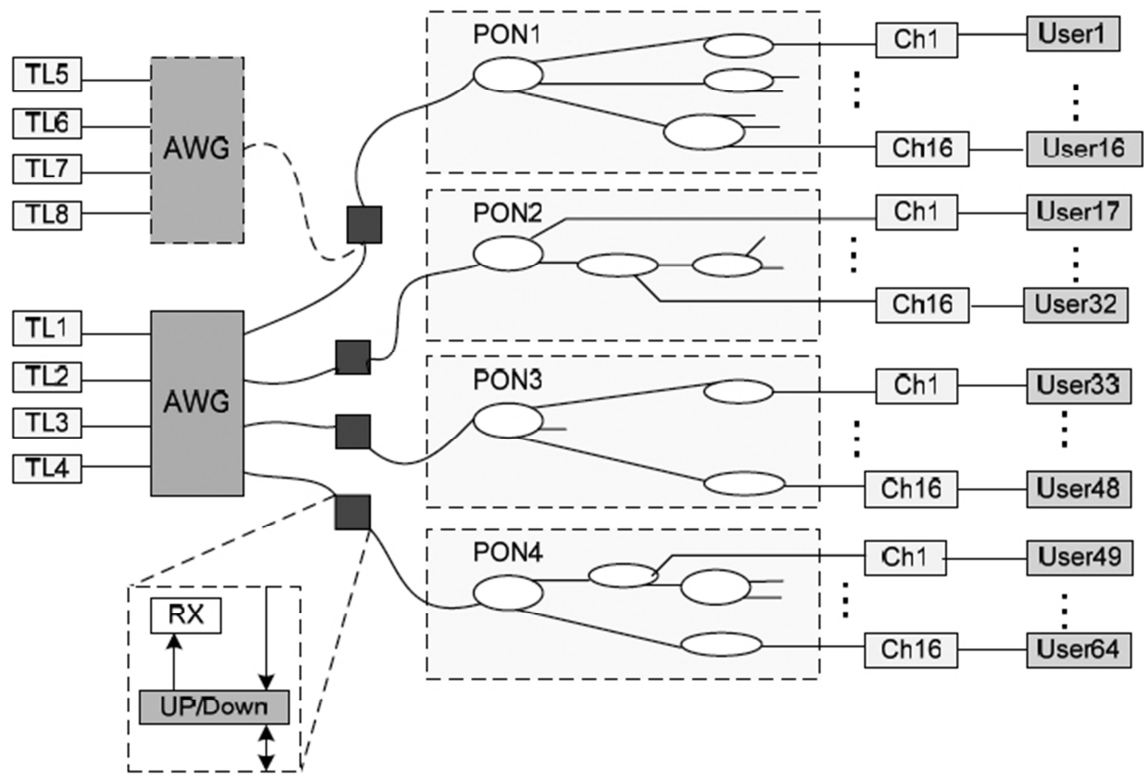 PON1
Ch1
User1
TL5
TL6
AWG
TL7
TL8
Ch16
User16
PON2
Ch1
User17
Ch16
User32
TL1
TL2
AWG
TL3
TL4
PON3
Ch1
User33
Ch16
User48
PON4
Ch1
User49
Ch16
User64
RX
UP/Down